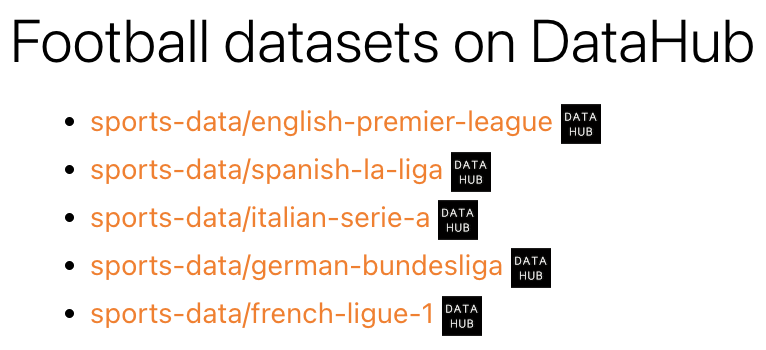 Football datasets on DataHub
sports-data/english-premier-league DATA HUB
sports-data/spanish-la-liga DATA HUB
sports-data/italian-serie-a DATA HUB
sports-data/german-bundesliga DATA HUB
sports-data/french-ligue-1 DATA HUB